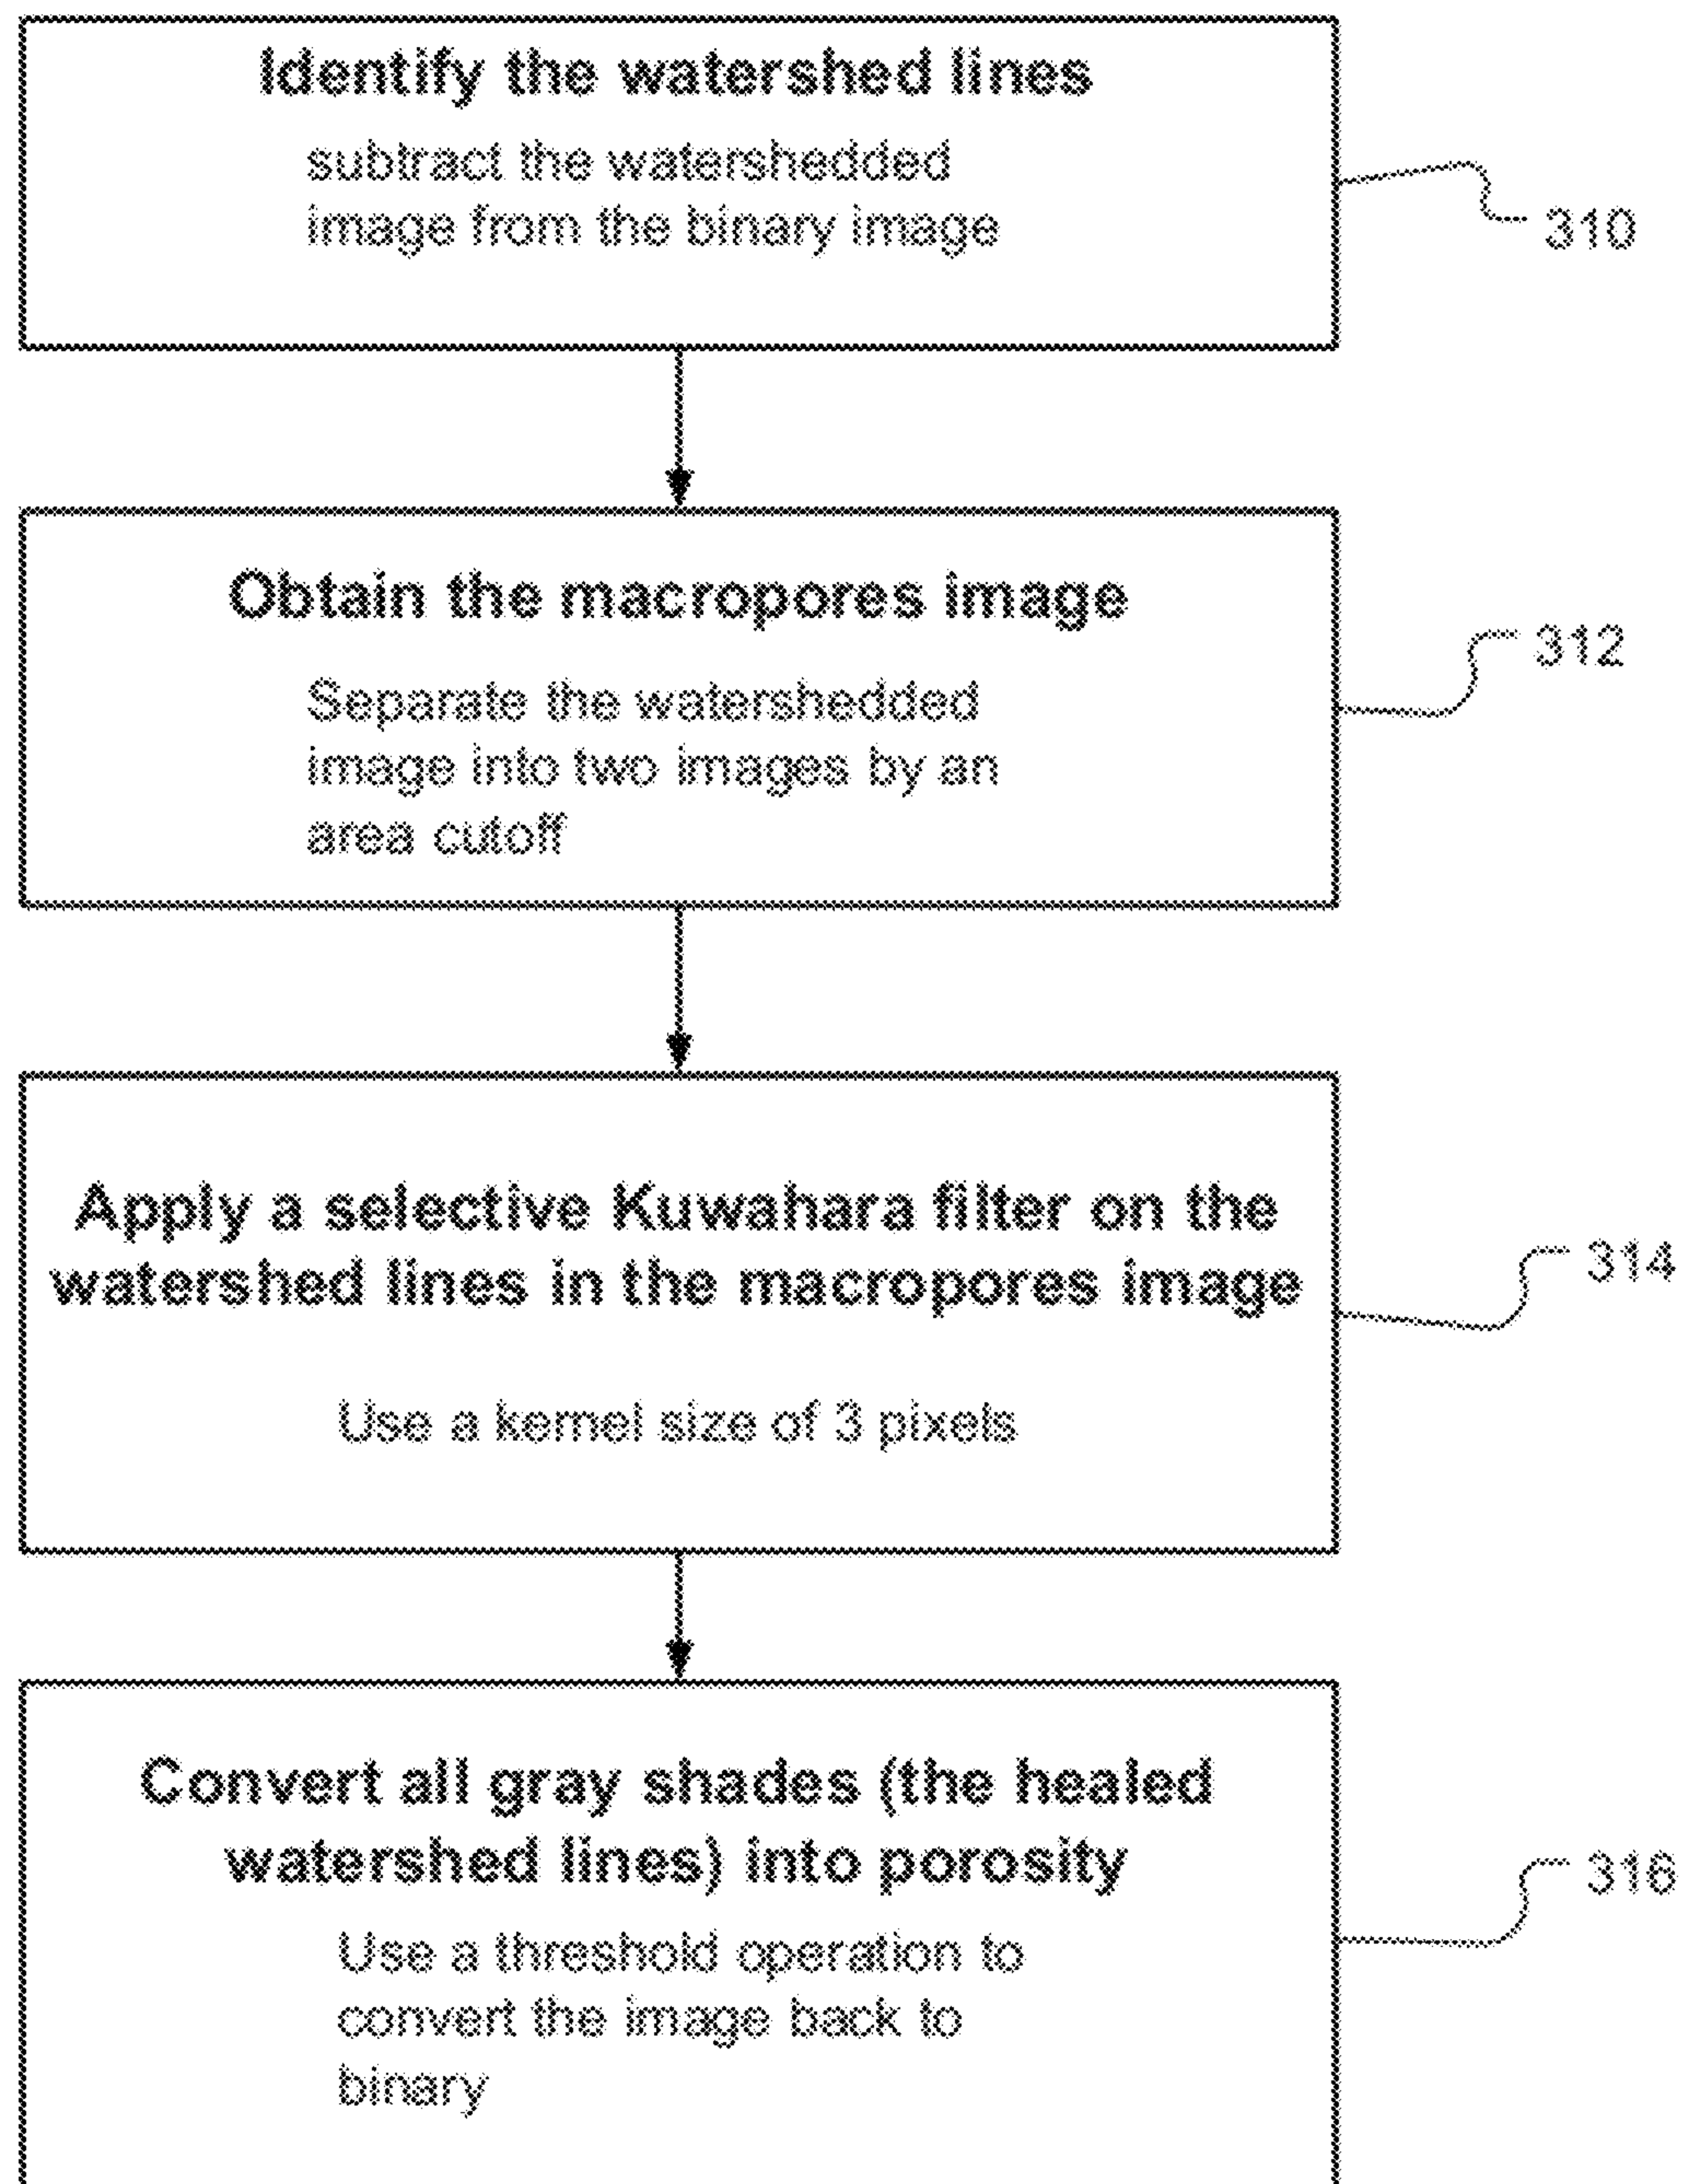 Identify the watershed lines
subtract the watershedded
image from the binary image
310
Obtain the macropores image
312
Separate the watershedded
image into two images by an
area cutoff
Apply a selective Kuwahara filter on the
watershed lines in the macropores image
314
Use a kernel size of 3 pixels
Convert all gray shades (the healed
watershed lines) into porosity
316
Use a threshold operation to
convert the image back to
binary